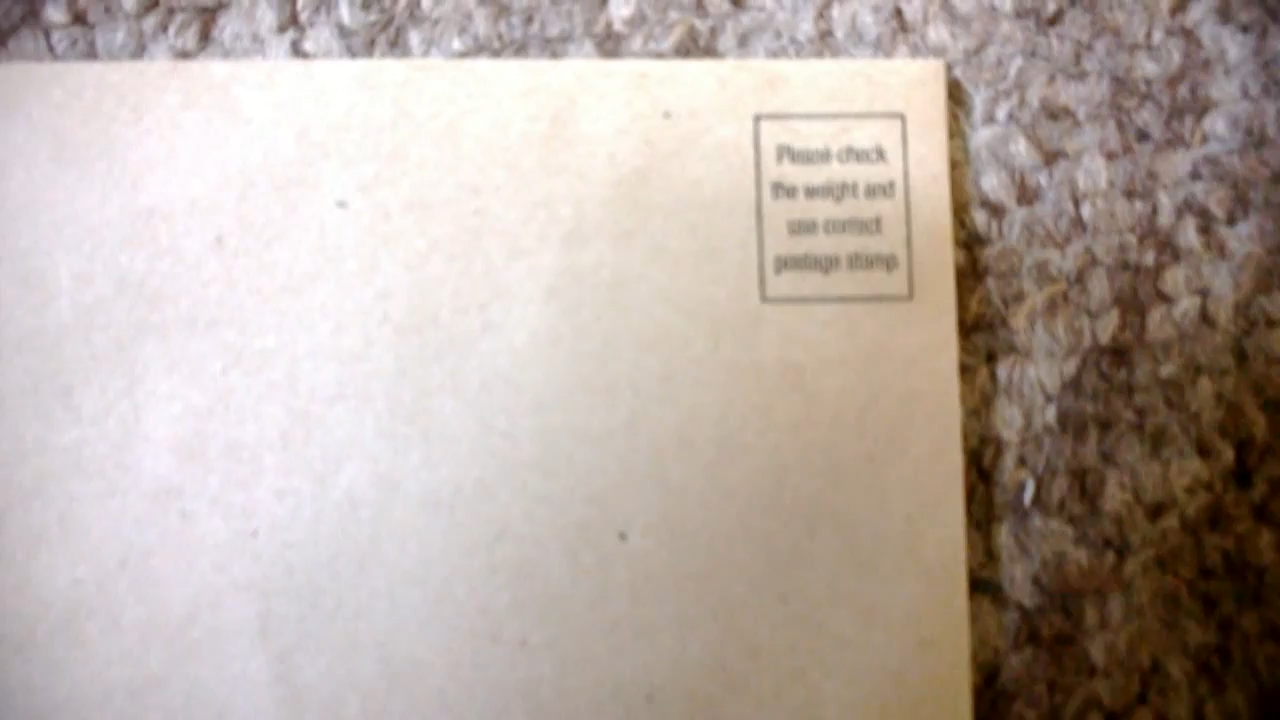 Please check
the weight and
use correct
postage stamp